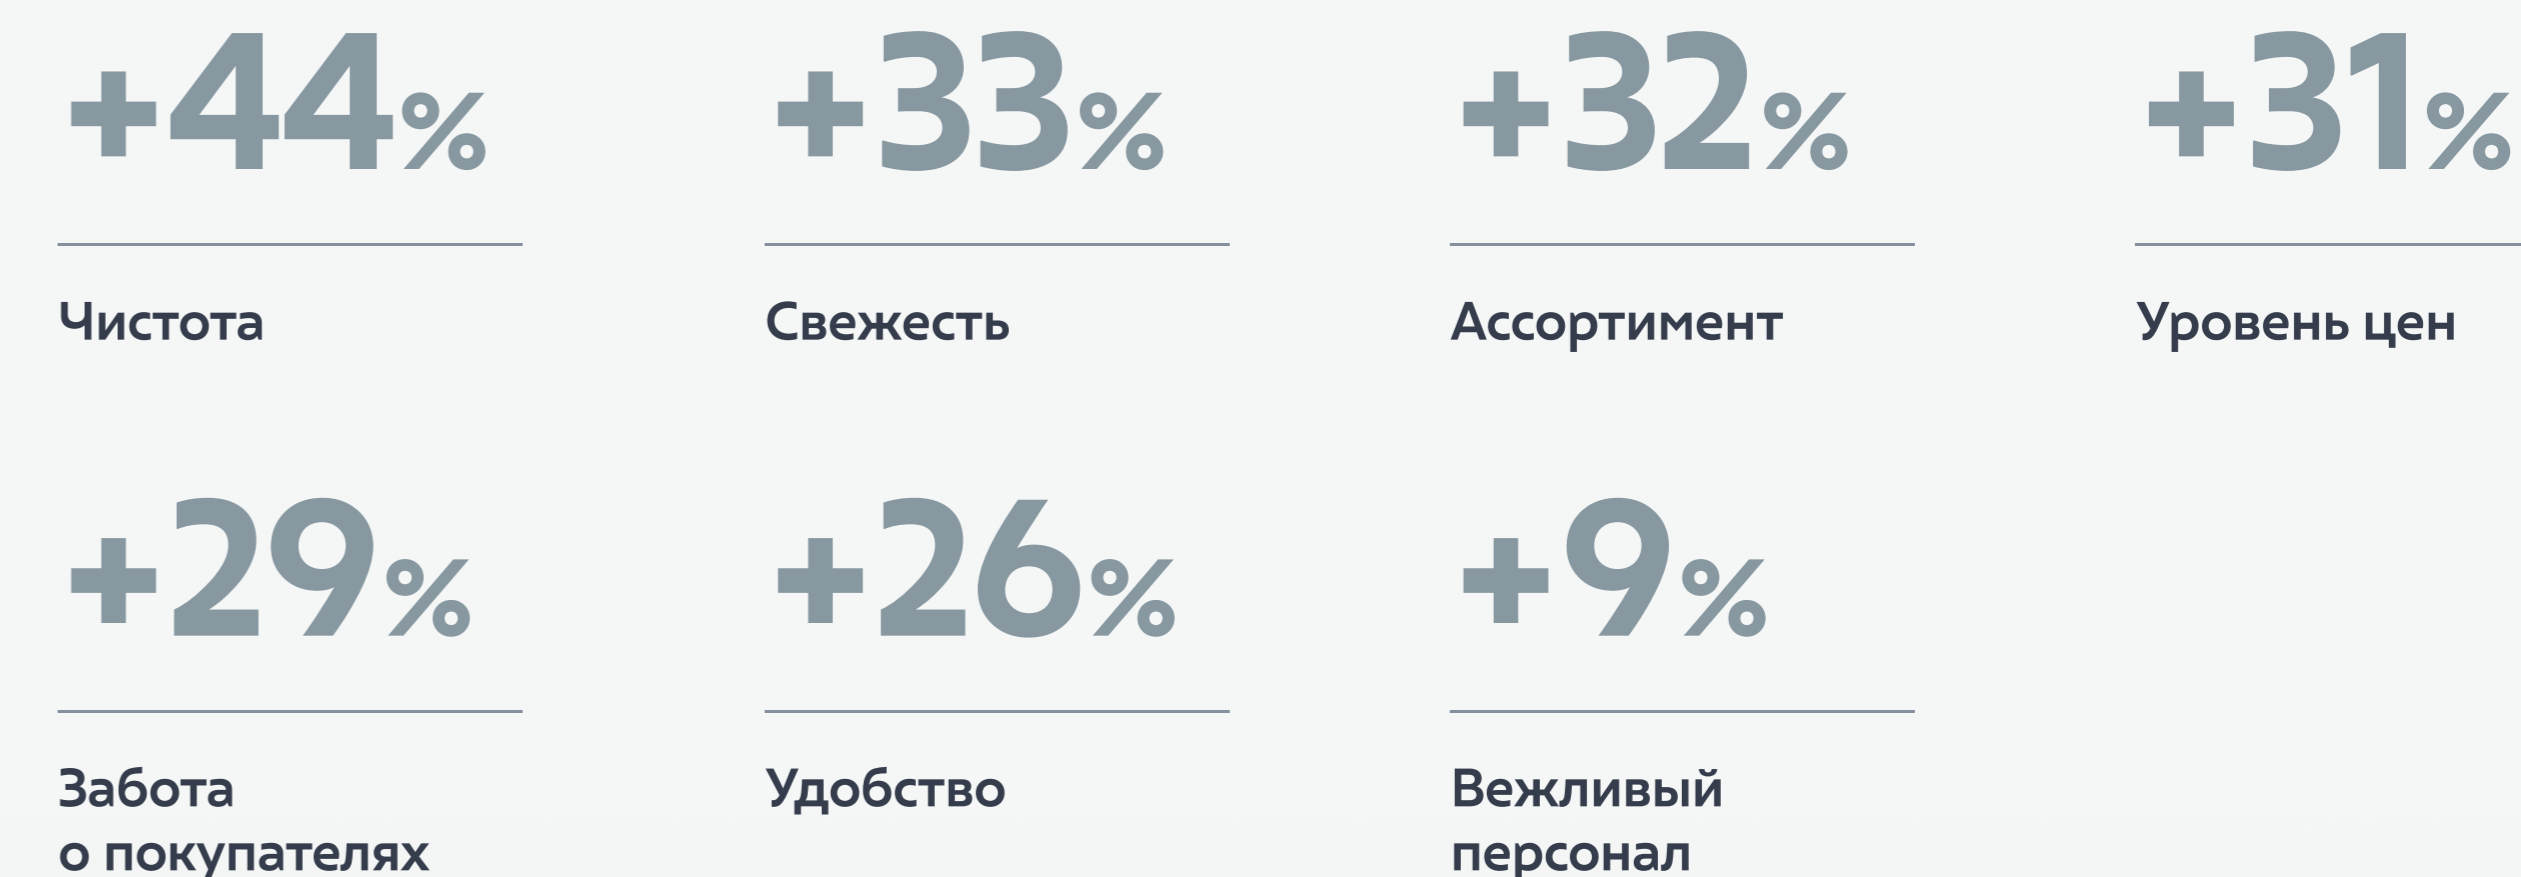 +44%
+33%
+32%
+31%
Чистота
Свежесть
Ассортимент
Уровень цен
+29%
+26%
+9%
Забота
о покупателях
Удобство
Вежливый
персонал